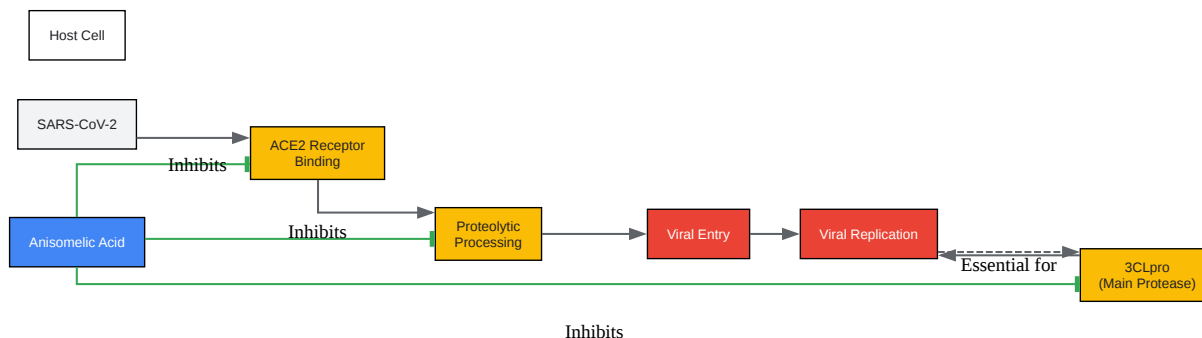 Host Cell
SARS-CoV-2
ACE2 Receptor
Binding
Inhibits
Anisomelic Acid
Inhibits
Proteolytic
Processing
Viral Entry
Viral Replication
Essential for
3CLpro
(Main Protease)
Inhibits